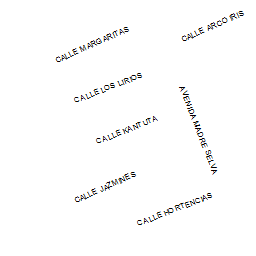 CALLE ARCO IRIS
CALLE MARGARITAS
CALLE LOS LIRIOS
AVENIDA MADRE SELVA
CALLE KANTUTA
CALLE JAZMINES
CALLE HORTENCIAS